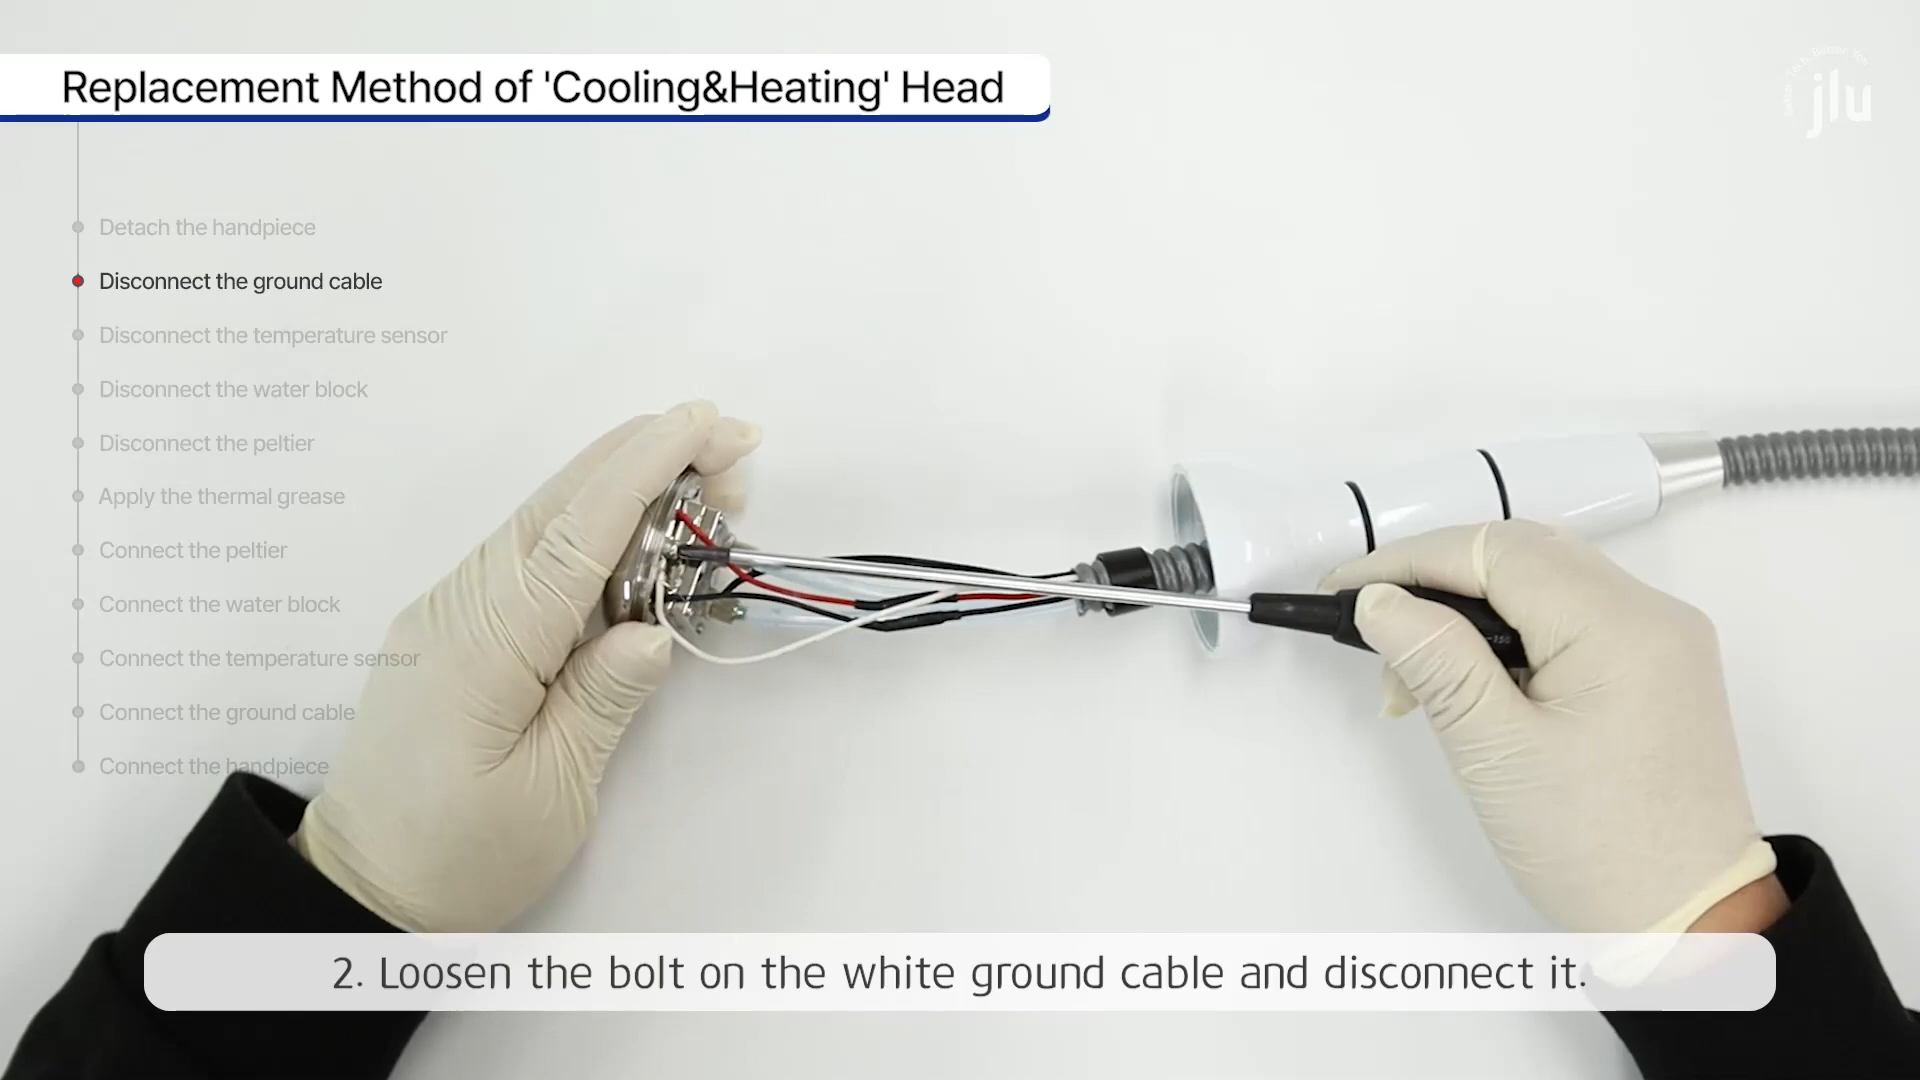 Replacement Method of 'Cooling&Heating' Head
jlu
Detach the handpiece
Disconnect the ground cable
Disconnect the temperature sensor
Disconnect the water block
Disconnect the peltier
Apply the thermal grease
Connect the peltier
Connect the water block
Connect the temperature sensor
Connect the ground cable
Connect the handpiece
2. Loosen the bolt on the white ground cable and disconnect it.